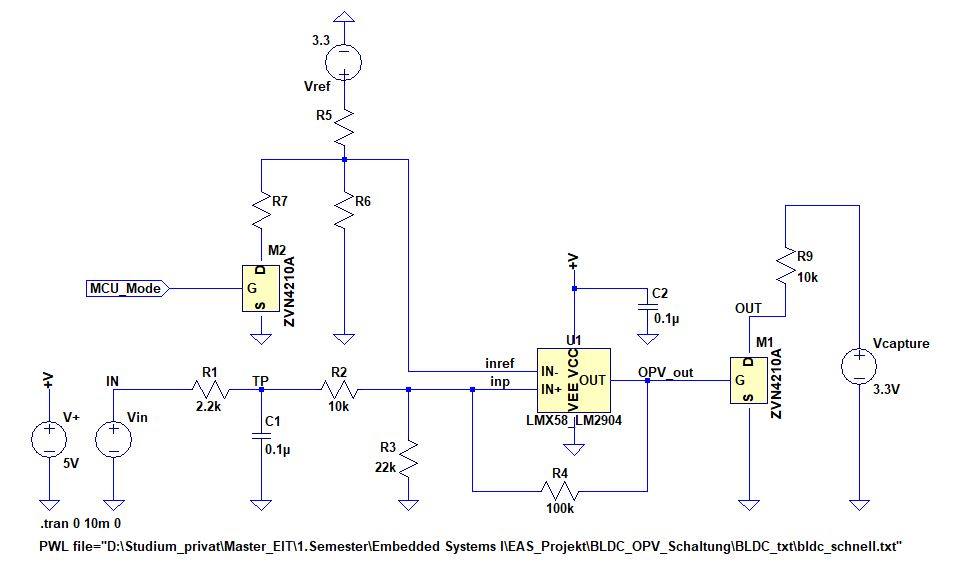 3.3
Vref
R5
R7
R6
M2
D
G
S
ZVN4210A
MCU_Mode
+V
C2
0.1µ
R9
10k
OUT
M1
D
G
S
ZVN4210A
Vcapture
3.3V
U1
inref
IN-
VCC
inp
IN+
OUT
VEE
OPV_out
LMX58_LM2904
+V
V+
5V
IN
Vin
R1
2.2k
TP
C1
0.1µ
R2
10k
R3
22k
R4
100k
.tran 0 10m 0
PWL file="D:\Studium_privat\Master_EIT\1.Semester\Embedded Systems I\EAS_Projekt\BLDC_OPV_Schaltung\BLDC_txt\bldc_schnell.txt"